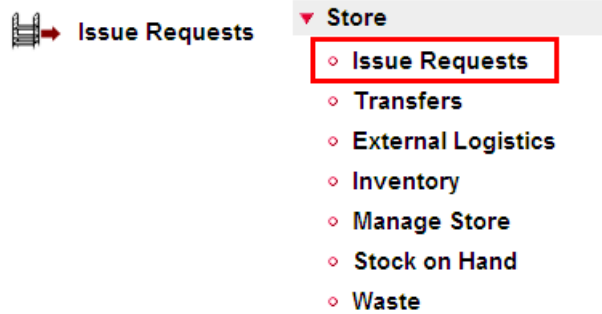 Issue Requests
Store
Issue Requests
Transfers
External Logistics
Inventory
Manage Store
Stock on Hand
Waste